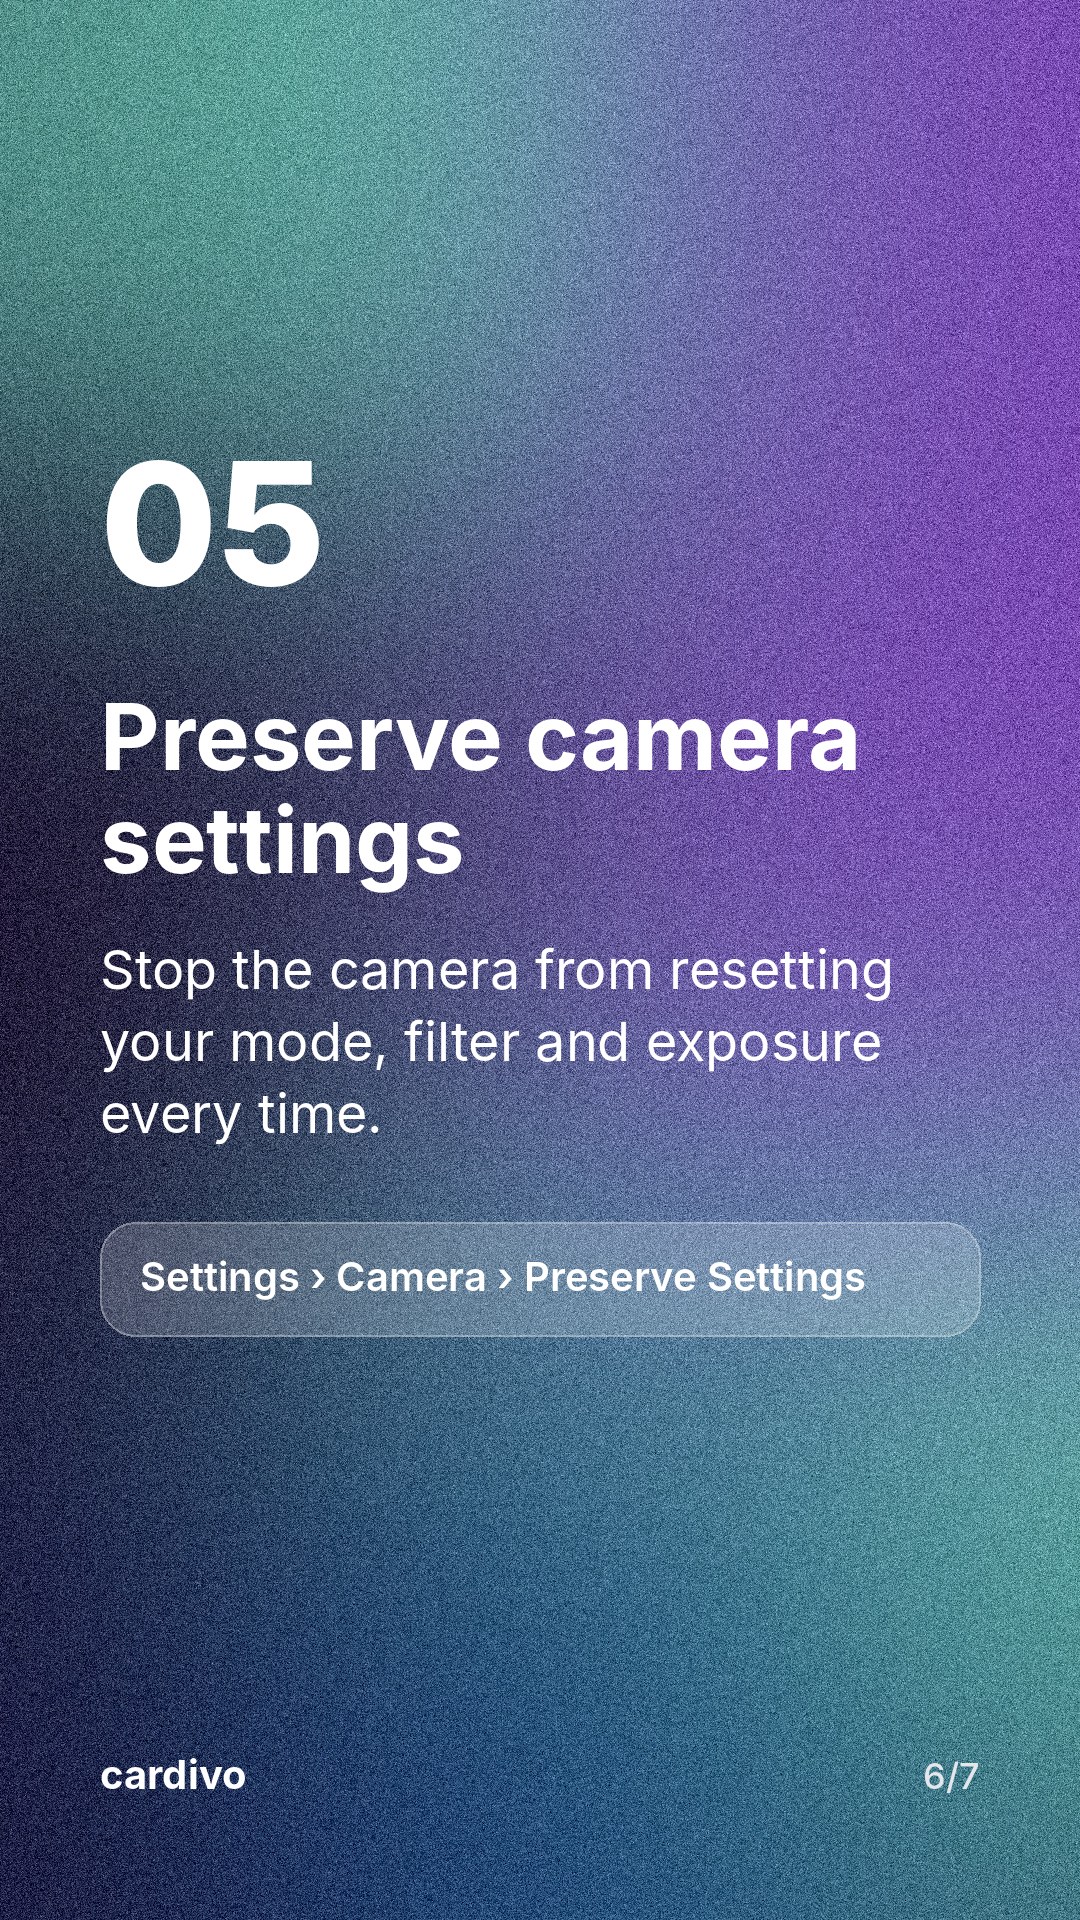 05
Preserve camera
settings
Stop the camera from resetting
your mode, filter and exposure
every time.
Settings › Camera › Preserve Settings
cardivo
6/7